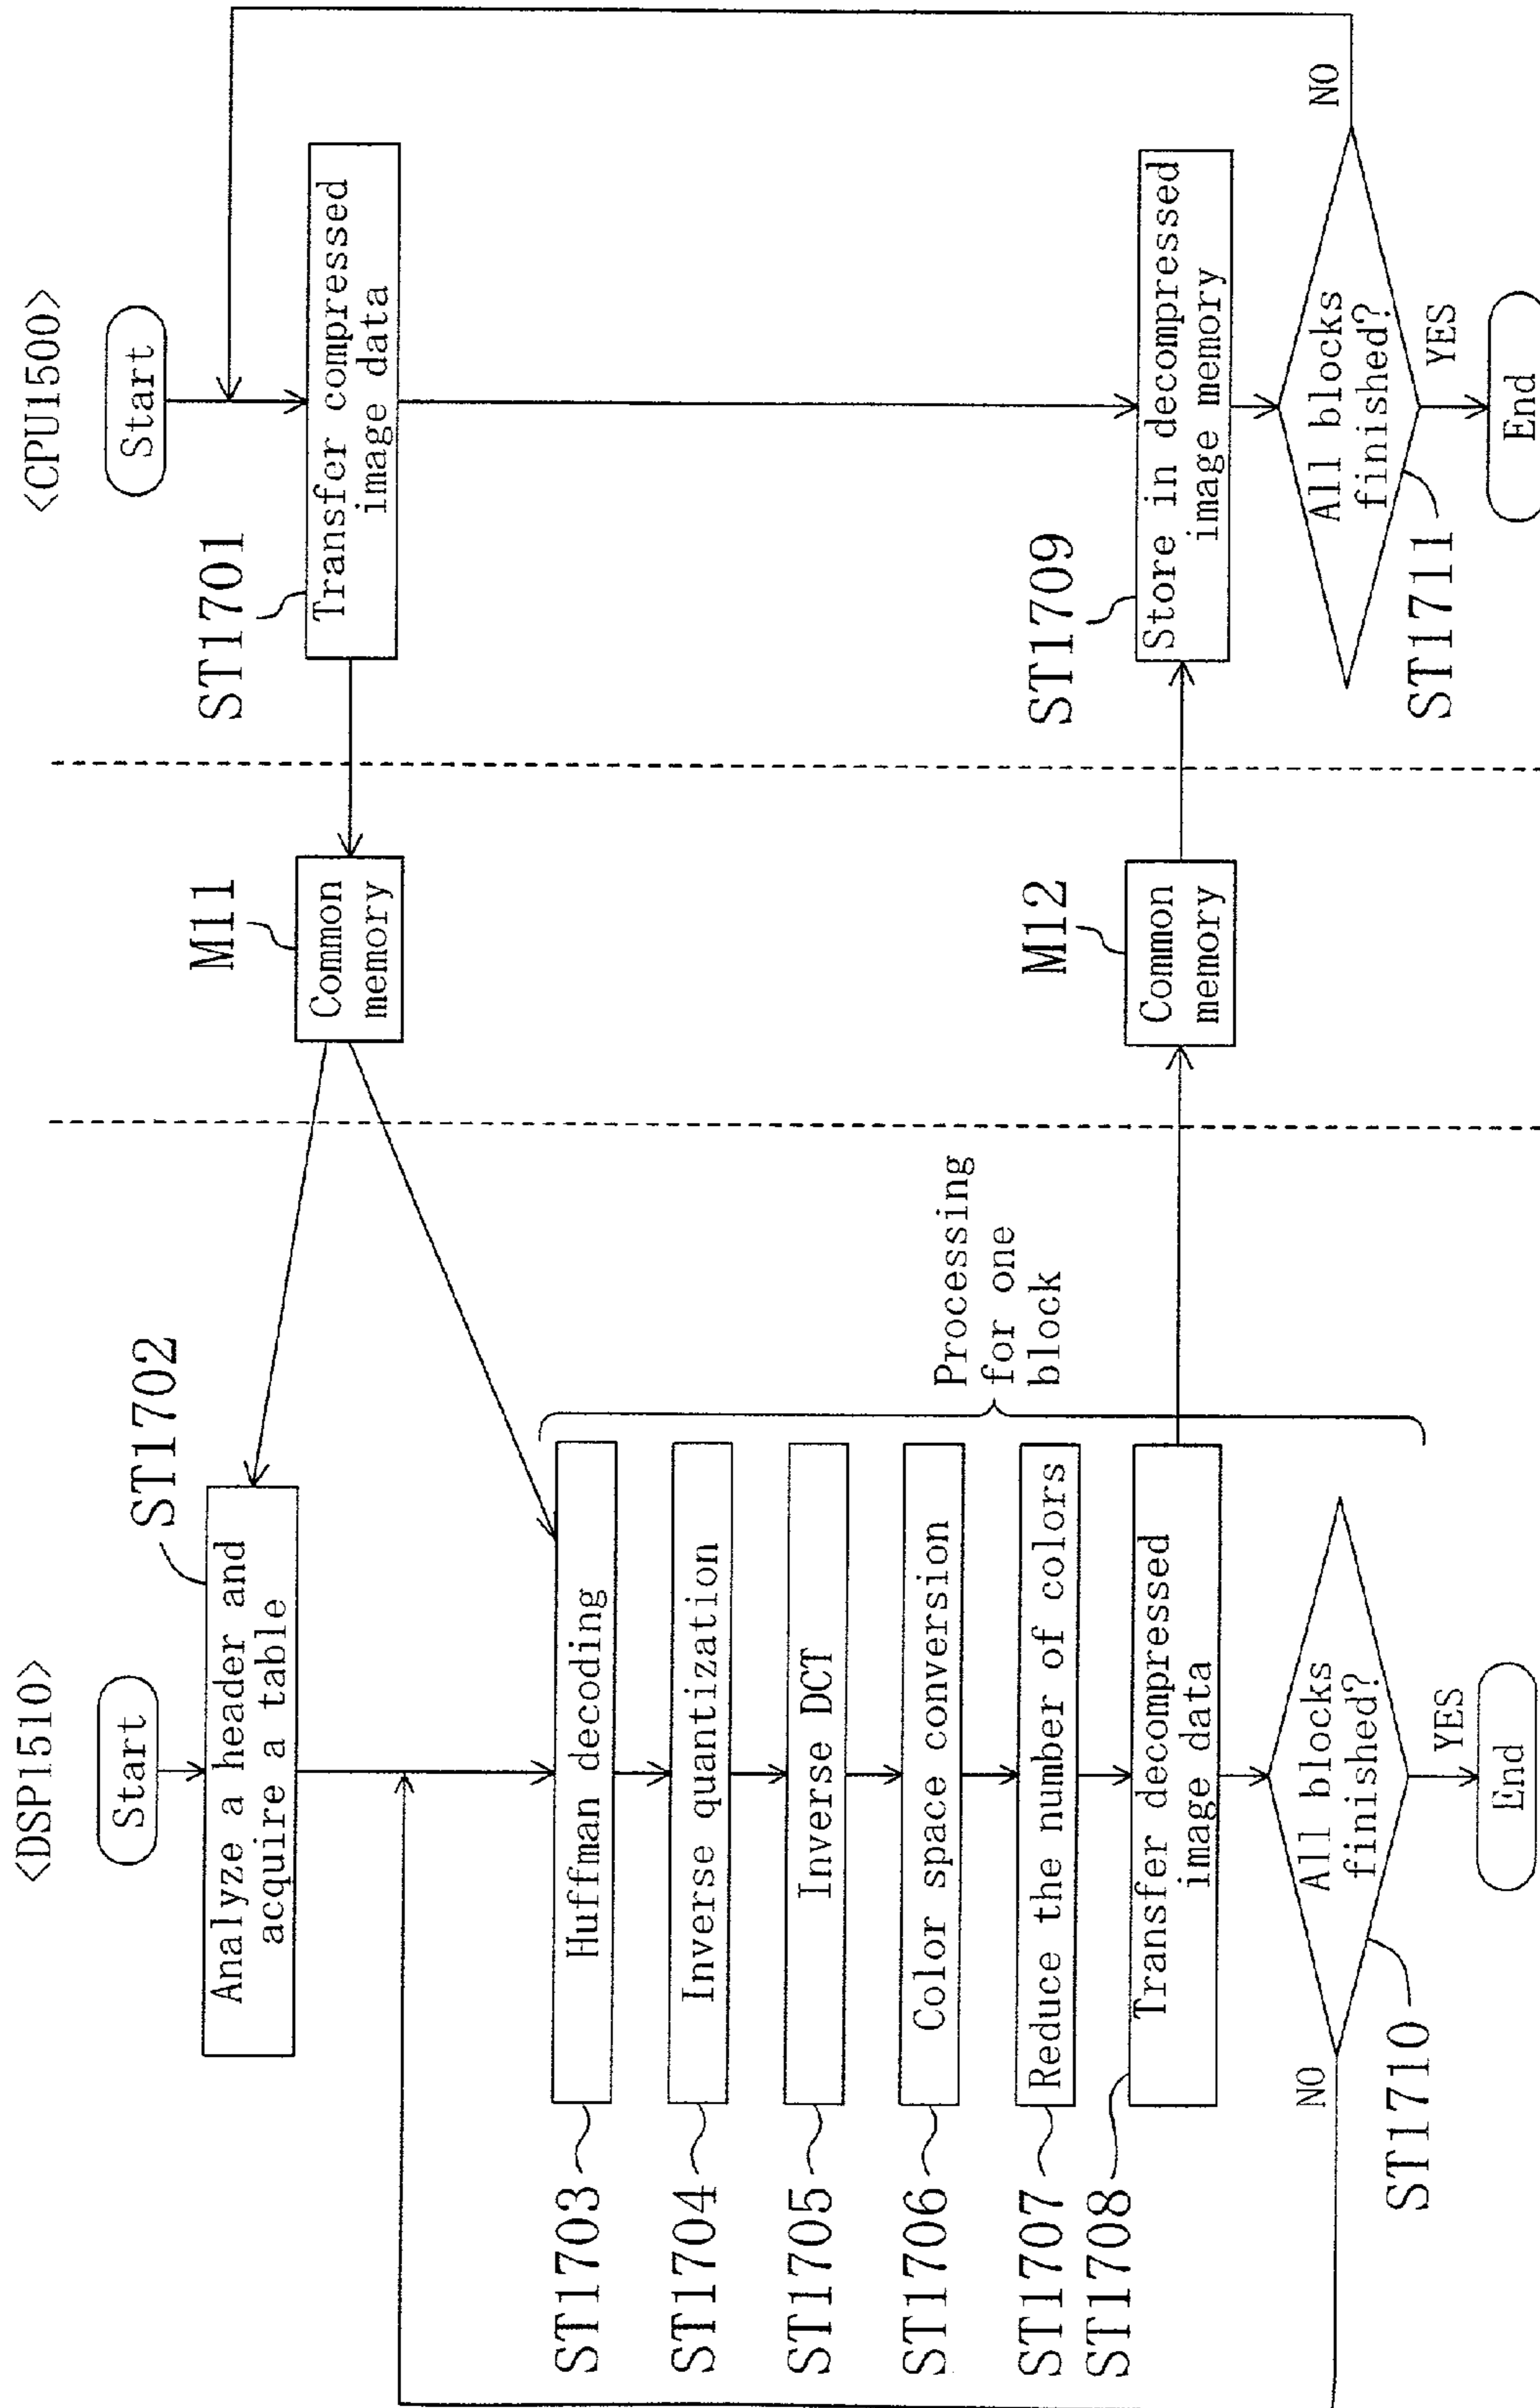 <DSP1510>
Start
ST1702
Analyze a header and
acquire a table
ST1703
Huffman decoding
ST1704
Inverse quantization
ST1705
Inverse DCT
ST1706
Color space conversion
ST1707
Reduce the number of colors
ST1708
Transfer decompressed
image data
Processing
for one
block
All blocks
finished?
NO
YES
ST1710
End
M11
Common
memory
M12
Common
memory
<CPU1500>
Start
ST1701
Transfer compressed
image data
ST1709
Store in decompressed
image memory
All blocks
finished?
NO
YES
ST1711
End